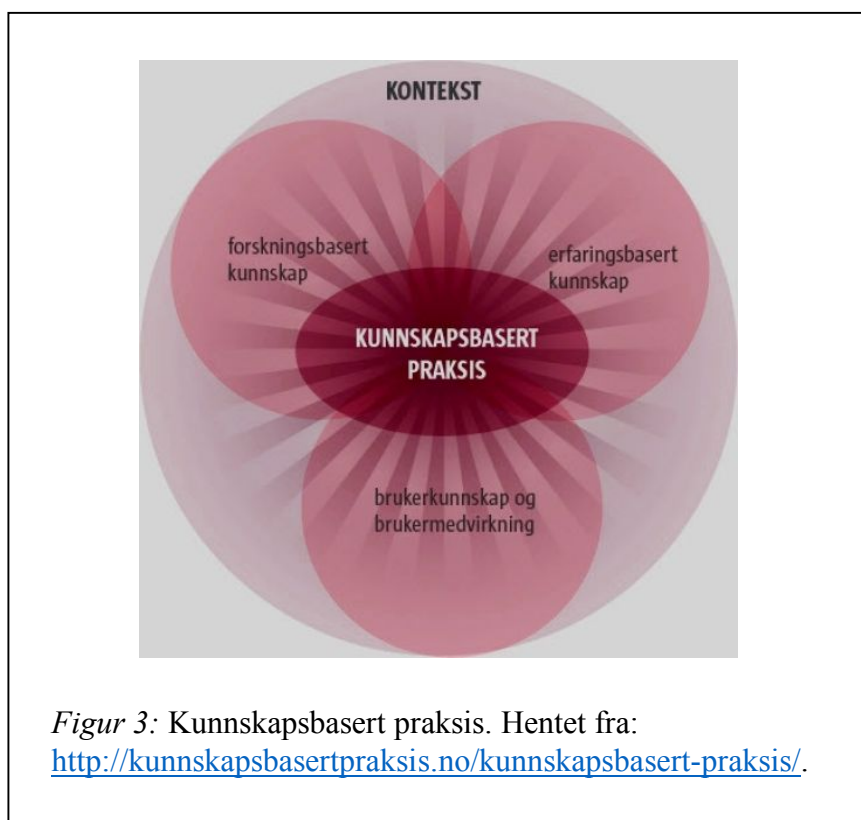 KONTEKST
forskningsbasert
kunnskap
erfaringsbasert
kunnskap
KUNNSKAPSBASERT
PRAKSIS
brukerkunnskap og
brukermedvirkning
Figur 3: Kunnskapsbasert praksis. Hentet fra:
http://kunnskapsbasertpraksis.no/kunnskapsbasert-praksis/.